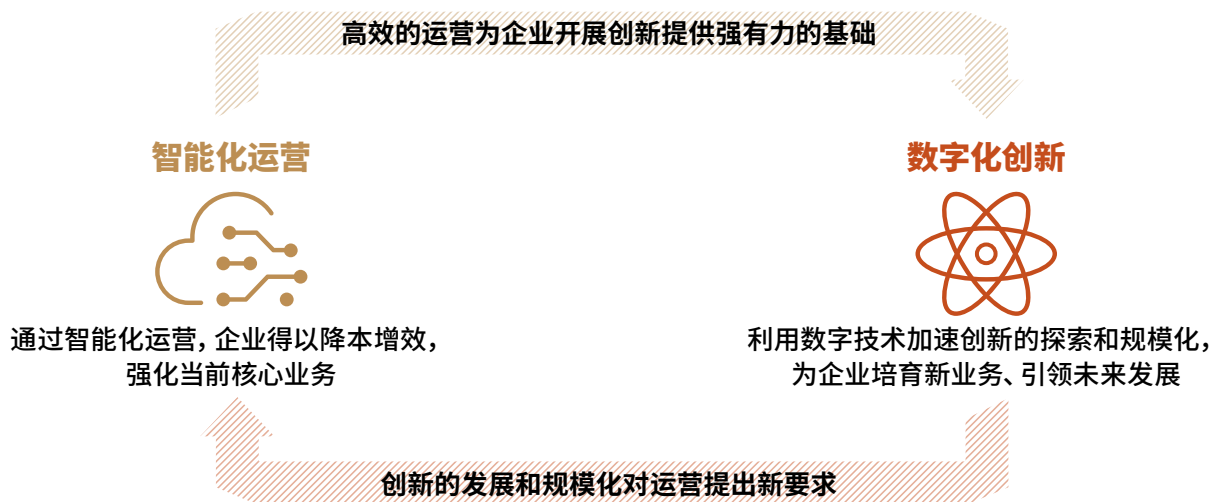 高效的运营为企业开展创新提供强有力的基础
智能化运营
数字化创新
通过智能化运营，企业得以降本增效，
强化当前核心业务
利用数字技术加速创新的探索和规模化，
为企业培育新业务、引领未来发展
创新的发展和规模化对运营提出新要求